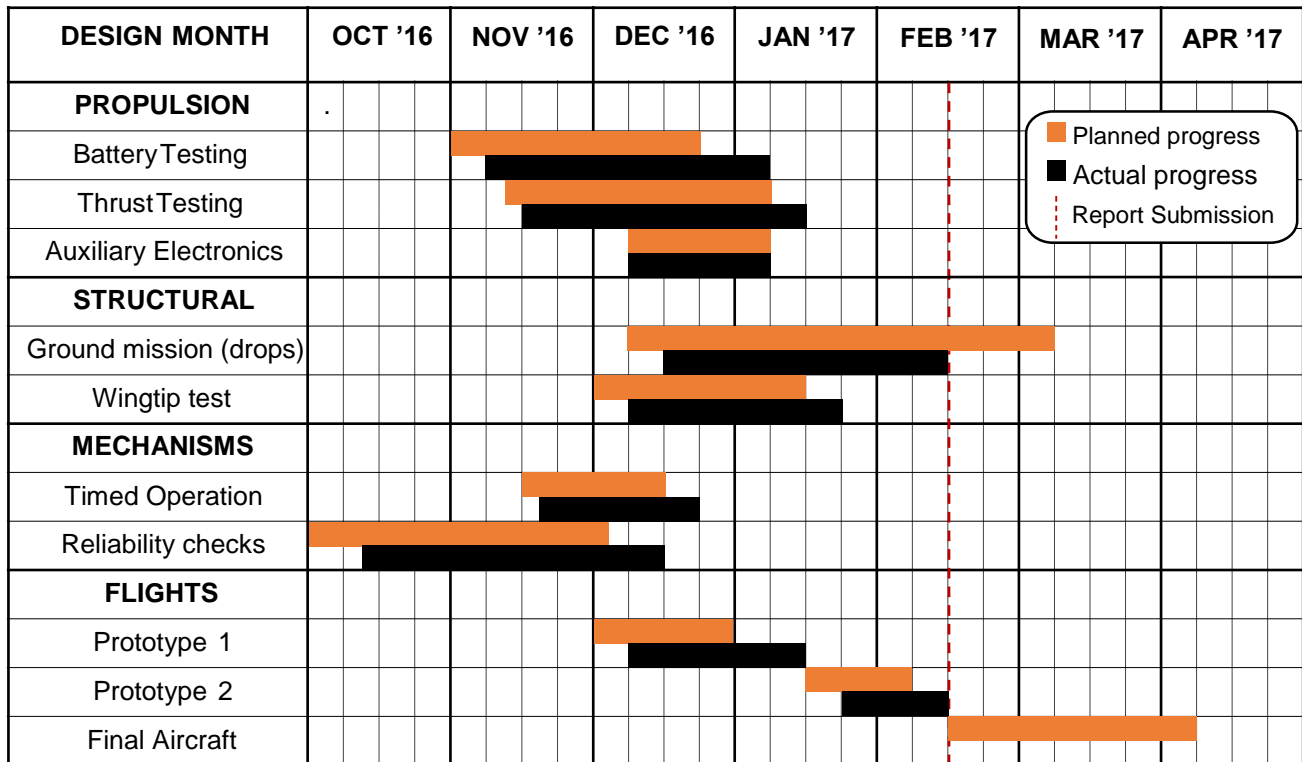 DESIGN MONTH OCT ’16 NOV ’16 DEC ’16 JAN ’17 FEB ’17 MAR ’17 APR ’17
PROPULSION .
Battery Testing
Thrust Testing
Auxiliary Electronics
STRUCTURAL
Ground mission (drops)
Wingtip test
MECHANISMS
Timed Operation
Reliability checks
FLIGHTS
Prototype 1
Prototype 2
Final Aircraft
Planned progress
Actual progress
Report Submission